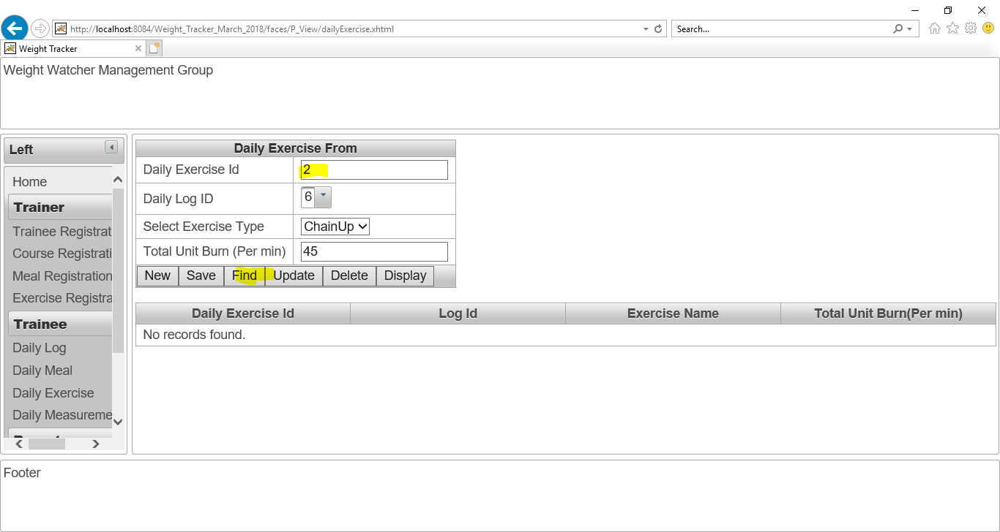 http://localhost:8084/Weight_Tracker_March_2018/faces/P_View/dailyExercise.xhtml
Search...
Weight Tracker
Weight Watcher Management Group
Left
Home
Trainer
Trainee Registrat
Course Registrati
Meal Registration
Exercise Registra
Trainee
Daily Log
Daily Meal
Daily Exercise
Daily Measureme
Daily Exercise From
Daily Exercise Id 2
Daily Log ID 6
Select Exercise Type ChainUp
Total Unit Burn (Per min) 45
New Save Find Update Delete Display
Daily Exercise Id Log Id Exercise Name Total Unit Burn(Per min)
No records found.
Footer